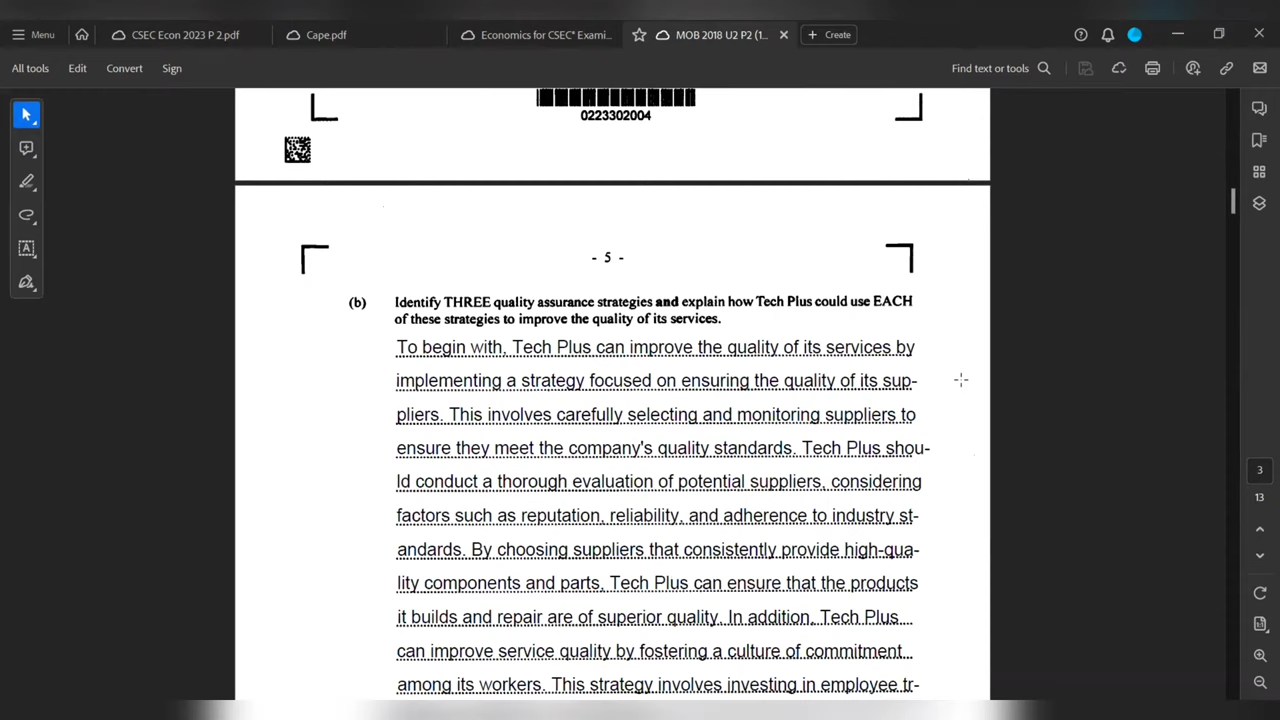 Menu
CSEC Econ 2023 P 2.pdf
Cape.pdf
Economics for CSEC® Exami...
MOB 2018 U2 P2 (1...
Create
All tools
Edit
Convert
Sign
Find text or tools
0223302004
- 5 -
(b) Identify THREE quality assurance strategies and explain how Tech Plus could use EACH
of these strategies to improve the quality of its services.
To begin with, Tech Plus can improve the quality of its services by
implementing a strategy focused on ensuring the quality of its sup-
pliers. This involves carefully selecting and monitoring suppliers to
ensure they meet the company's quality standards. Tech Plus shou-
ld conduct a thorough evaluation of potential suppliers, considering
factors such as reputation, reliability, and adherence to industry st-
andards. By choosing suppliers that consistently provide high-qua-
lity components and parts, Tech Plus can ensure that the products
it builds and repair are of superior quality. In addition, Tech Plus
can improve service quality by fostering a culture of commitment
among its workers. This strategy involves investing in employee tr-
3
13